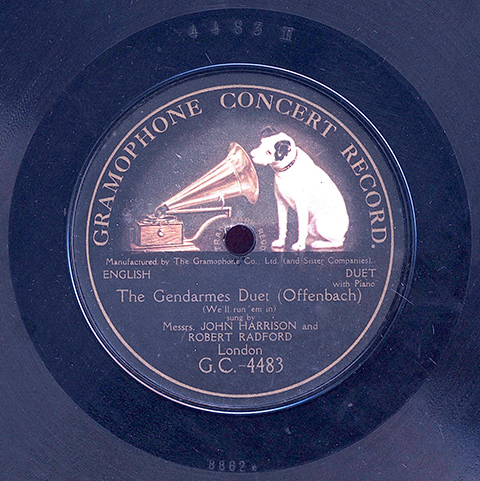 4483 II
GRAMOPHONE CONCERT RECORD.
Manufactured by The Gramophone Co., Ltd. (and Sister Companies).
ENGLISH DUET
with Piano
The Gendarmes Duet (Offenbach)
(We'll run 'em in)
sung by
Messrs. JOHN HARRISON and
ROBERT RADFORD
London
G.C.-4483